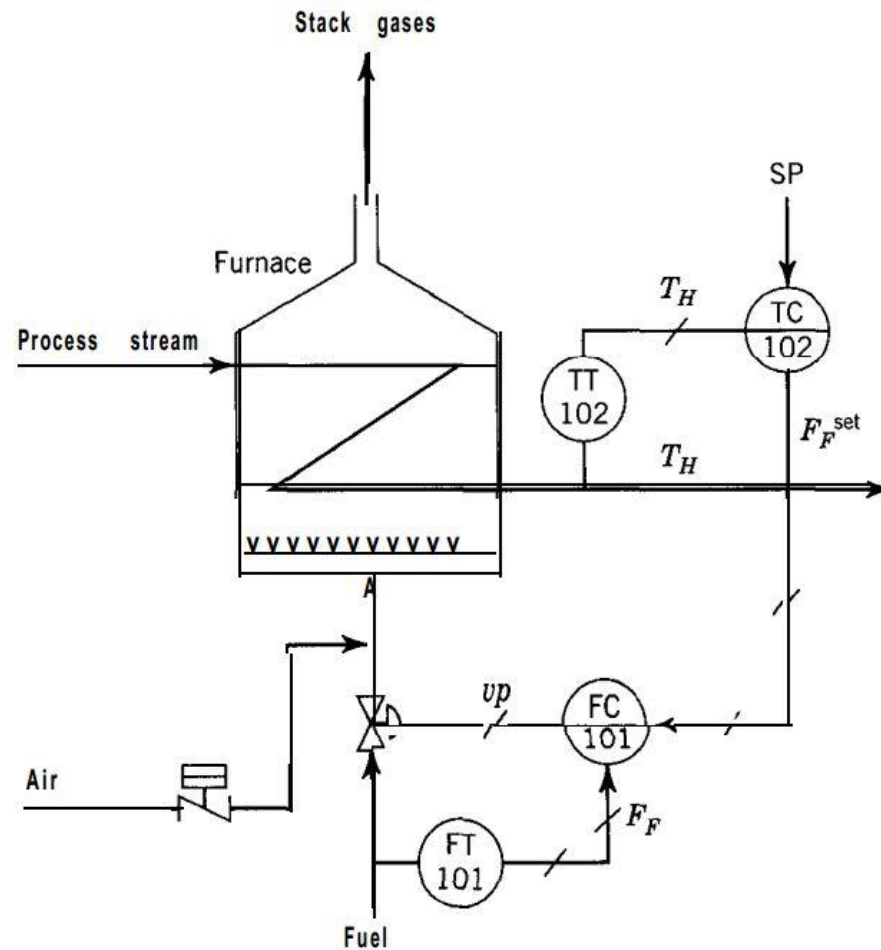 Stack gases
SP
Furnace
T_H
TC
102
Process stream
TT
102
F_F^set
T_H
V V V V V V V V V V V
A
vp
FC
101
Air
F_F
FT
101
Fuel